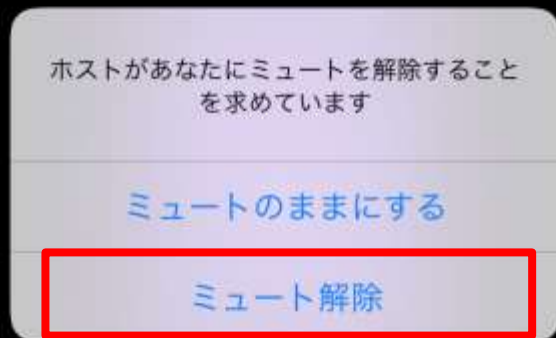 ホストがあなたにミュートを解除すること
を求めています
ミュートのままにする
ミュート解除